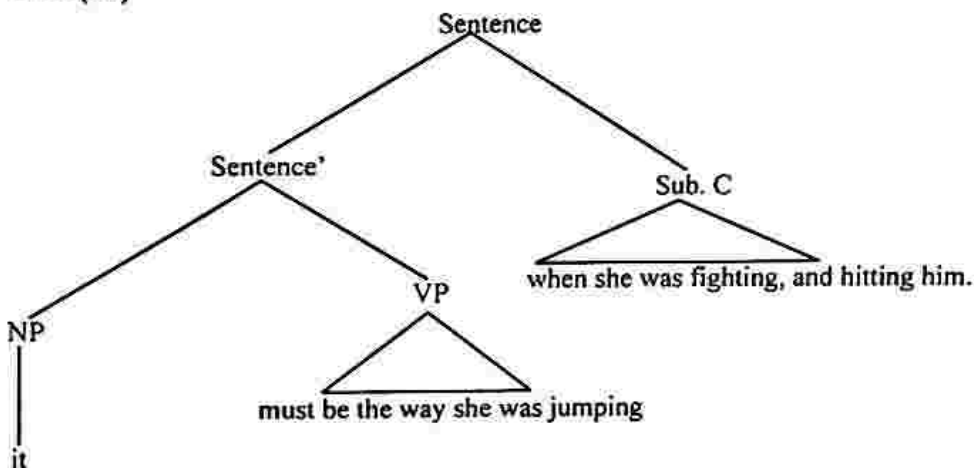 Sentence
Sentence’
Sub. C
when she was fighting, and hitting him.
VP
NP
must be the way she was jumping
it